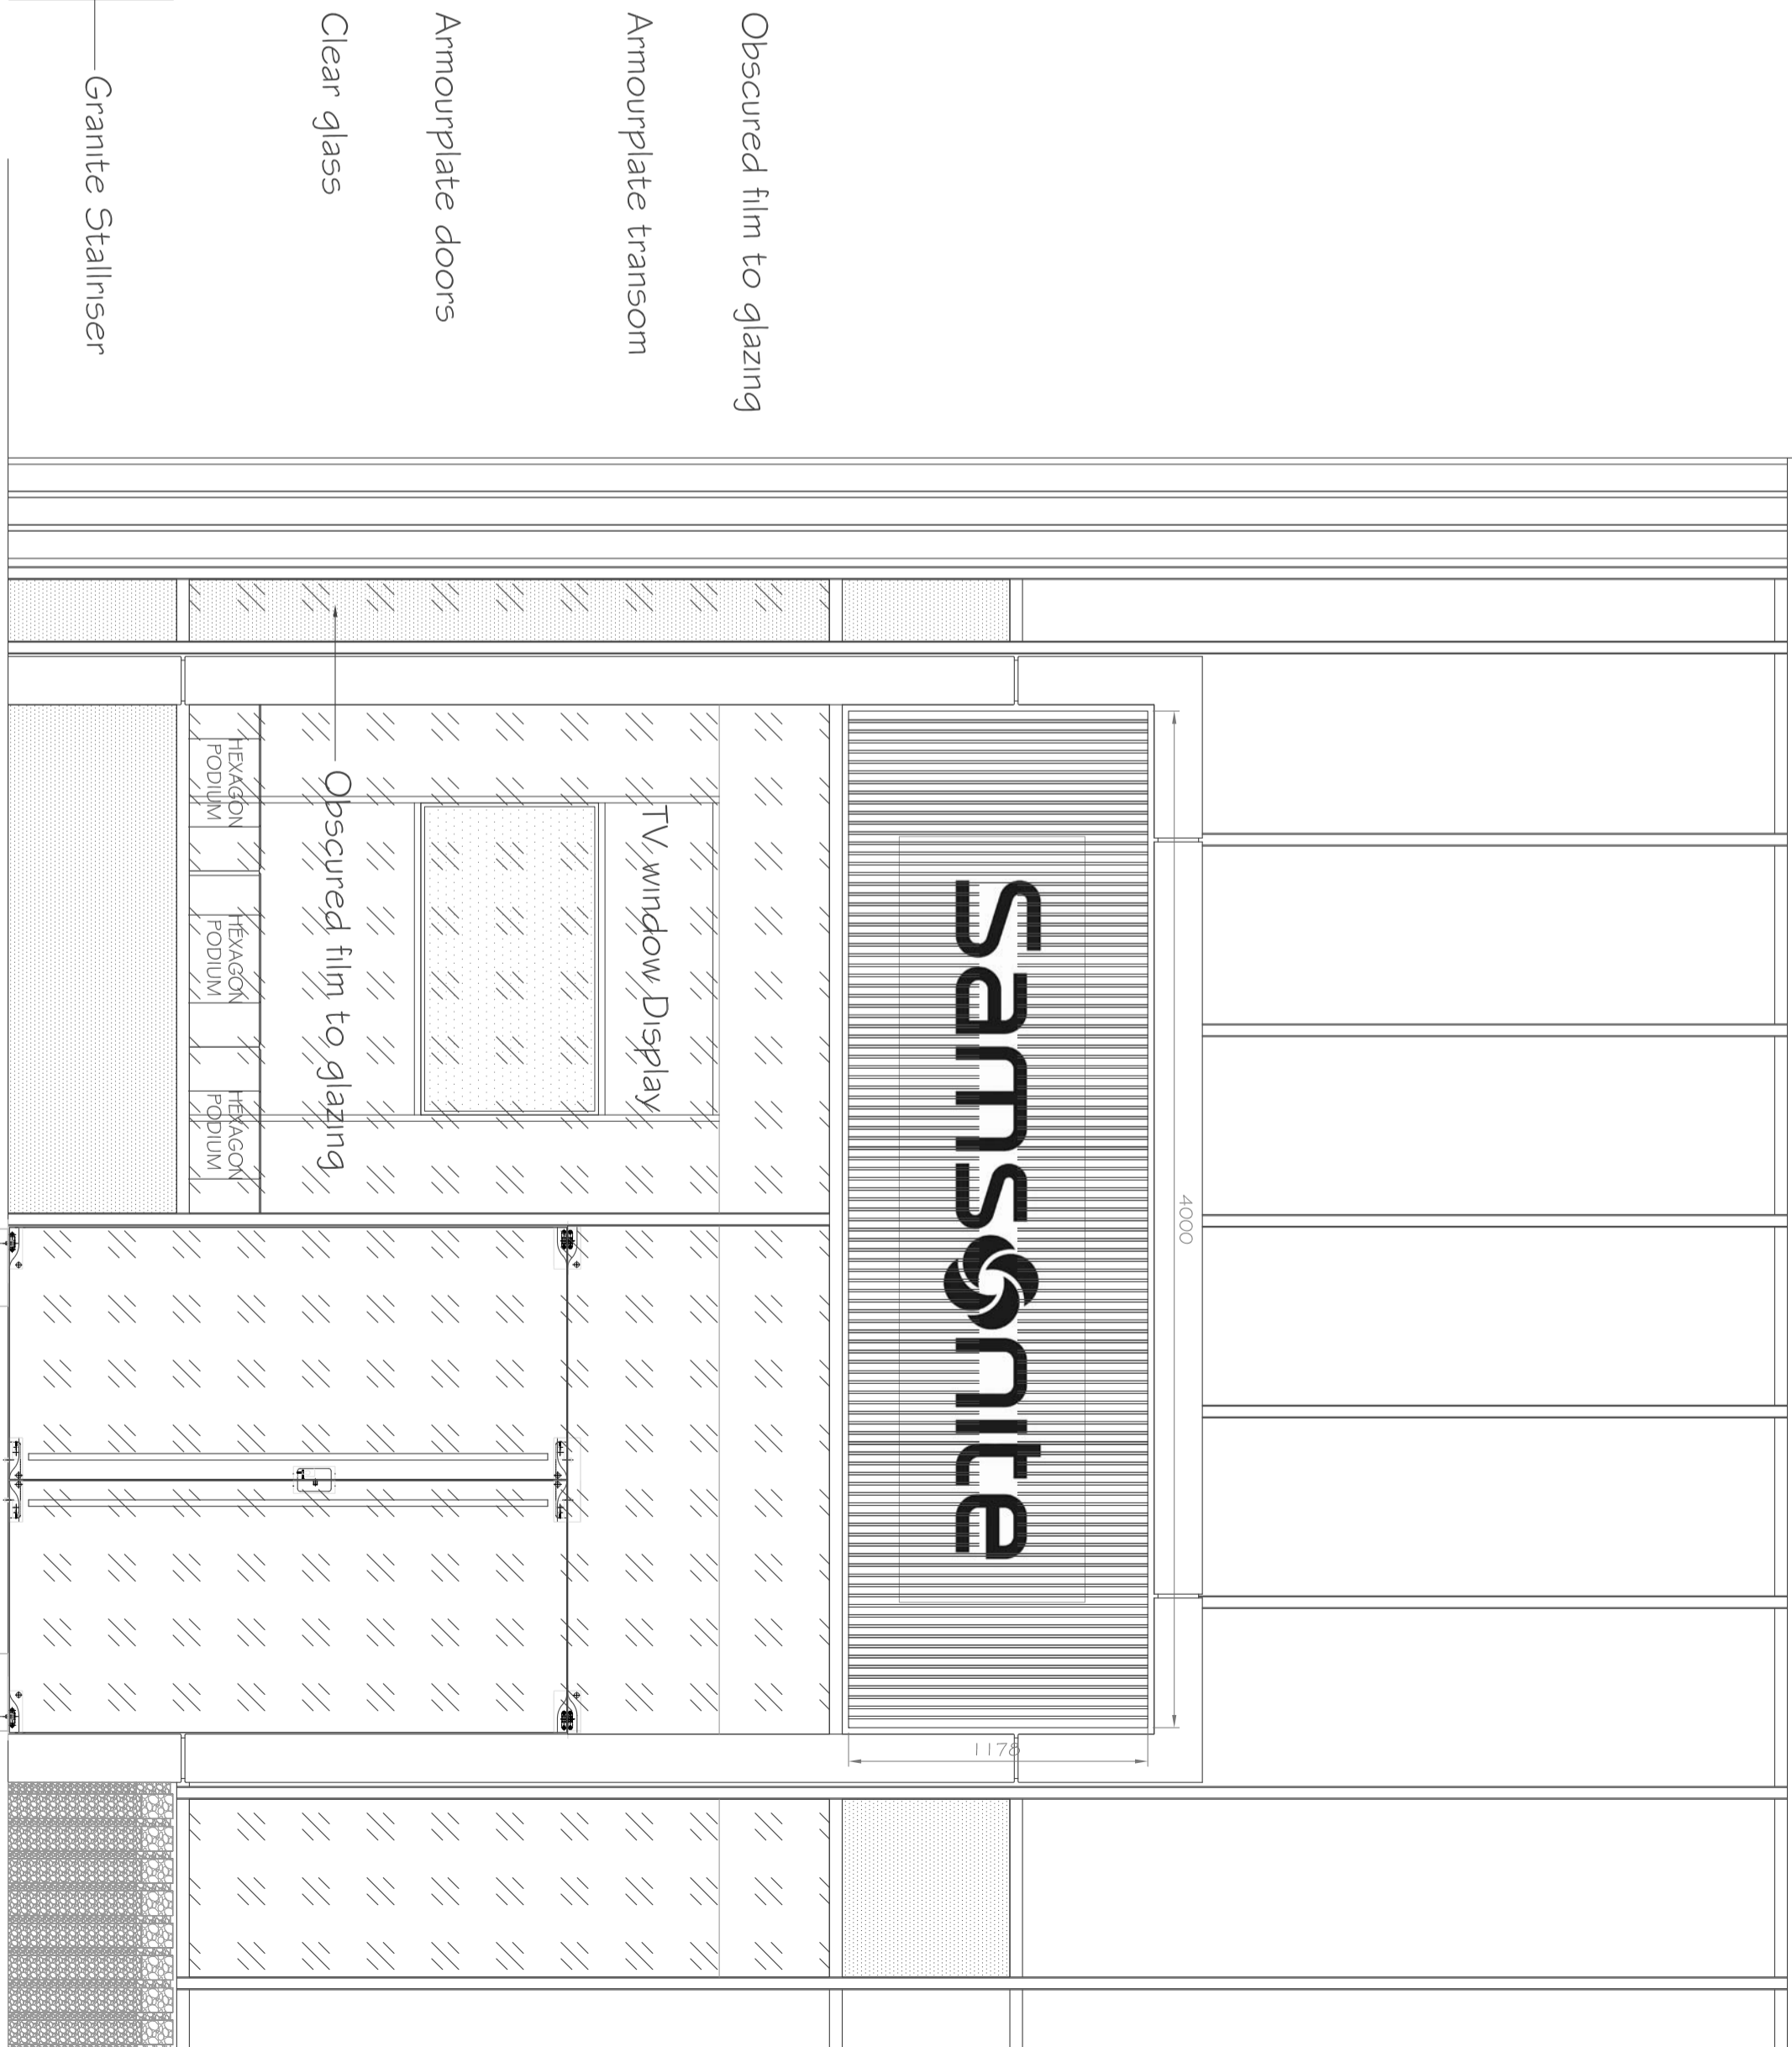 Obscured film to glazing
Armourplate transom
Armourplate doors
Clear glass
Granite Stallriser
4000
samsonite
1178
TV window Display
Obscured film to glazing
HEXAGON
PODIUM
HEXAGON
PODIUM
HEXAGON
PODIUM